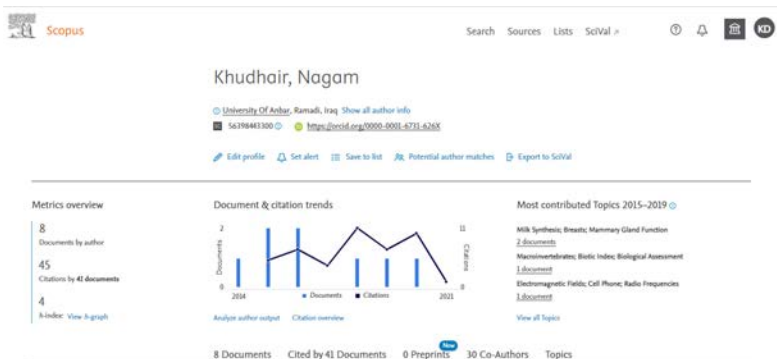 Scopus
Search Sources Lists SciVal ↗
KD
Khudhair, Nagam
University Of Anbar, Ramadi, Iraq Show all author info
56398443300 https://orcid.org/0000-0001-6731-626X
Edit profile Set alert Save to list Potential author matches Export to SciVal
Metrics overview
8
Documents by author
45
Citations by 41 documents
4
h-index: View h-graph
Document & citation trends
2
11
Documents
Citations
0
0
2014
2021
Documents Citations
Analyze author output Citation overview
Most contributed Topics 2015–2019
Milk Synthesis; Breasts; Mammary Gland Function
2 documents
Macroinvertebrates; Biotic Index; Biological Assessment
1 document
Electromagnetic Fields; Cell Phone; Radio Frequencies
1 document
View all Topics
New
8 Documents Cited by 41 Documents 0 Preprints 30 Co-Authors Topics